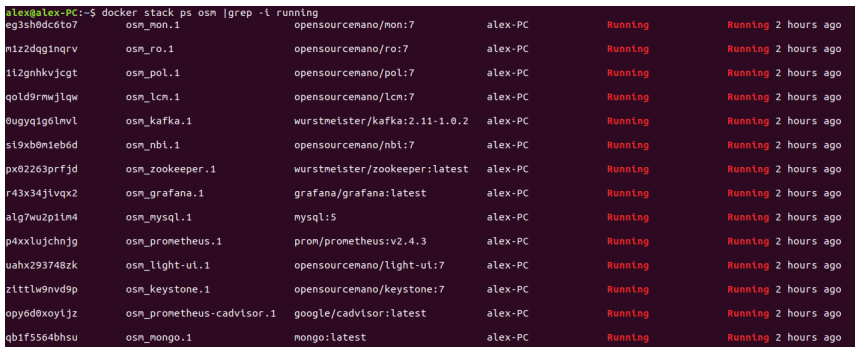 alex@alex-PC:~$ docker stack ps osm |grep -i running
eg3sh0dc6to7 osm_mon.1 opensourcemano/mon:7 alex-PC Running Running 2 hours ago
m1z2dqg1nqrv osm_ro.1 opensourcemano/ro:7 alex-PC Running Running 2 hours ago
1i2gnhkvjcgt osm_pol.1 opensourcemano/pol:7 alex-PC Running Running 2 hours ago
qold9rmwjlqw osm_lcm.1 opensourcemano/lcm:7 alex-PC Running Running 2 hours ago
0ugyq1g6lmvl osm_kafka.1 wurstmeister/kafka:2.11-1.0.2 alex-PC Running Running 2 hours ago
si9xb0m1eb6d osm_nbi.1 opensourcemano/nbi:7 alex-PC Running Running 2 hours ago
px02263prfjd osm_zookeeper.1 wurstmeister/zookeeper:latest alex-PC Running Running 2 hours ago
r43x34jivqx2 osm_grafana.1 grafana/grafana:latest alex-PC Running Running 2 hours ago
alg7wu2p1im4 osm_mysql.1 mysql:5 alex-PC Running Running 2 hours ago
p4xxlujchnjg osm_prometheus.1 prom/prometheus:v2.4.3 alex-PC Running Running 2 hours ago
uahx293748zk osm_light-ui.1 opensourcemano/light-ui:7 alex-PC Running Running 2 hours ago
zittlw9nvd9p osm_keystone.1 opensourcemano/keystone:7 alex-PC Running Running 2 hours ago
opy6d0xoyijz osm_prometheus-cadvisor.1 google/cadvisor:latest alex-PC Running Running 2 hours ago
qb1f5564bhsu osm_mongo.1 mongo:latest alex-PC Running Running 2 hours ago